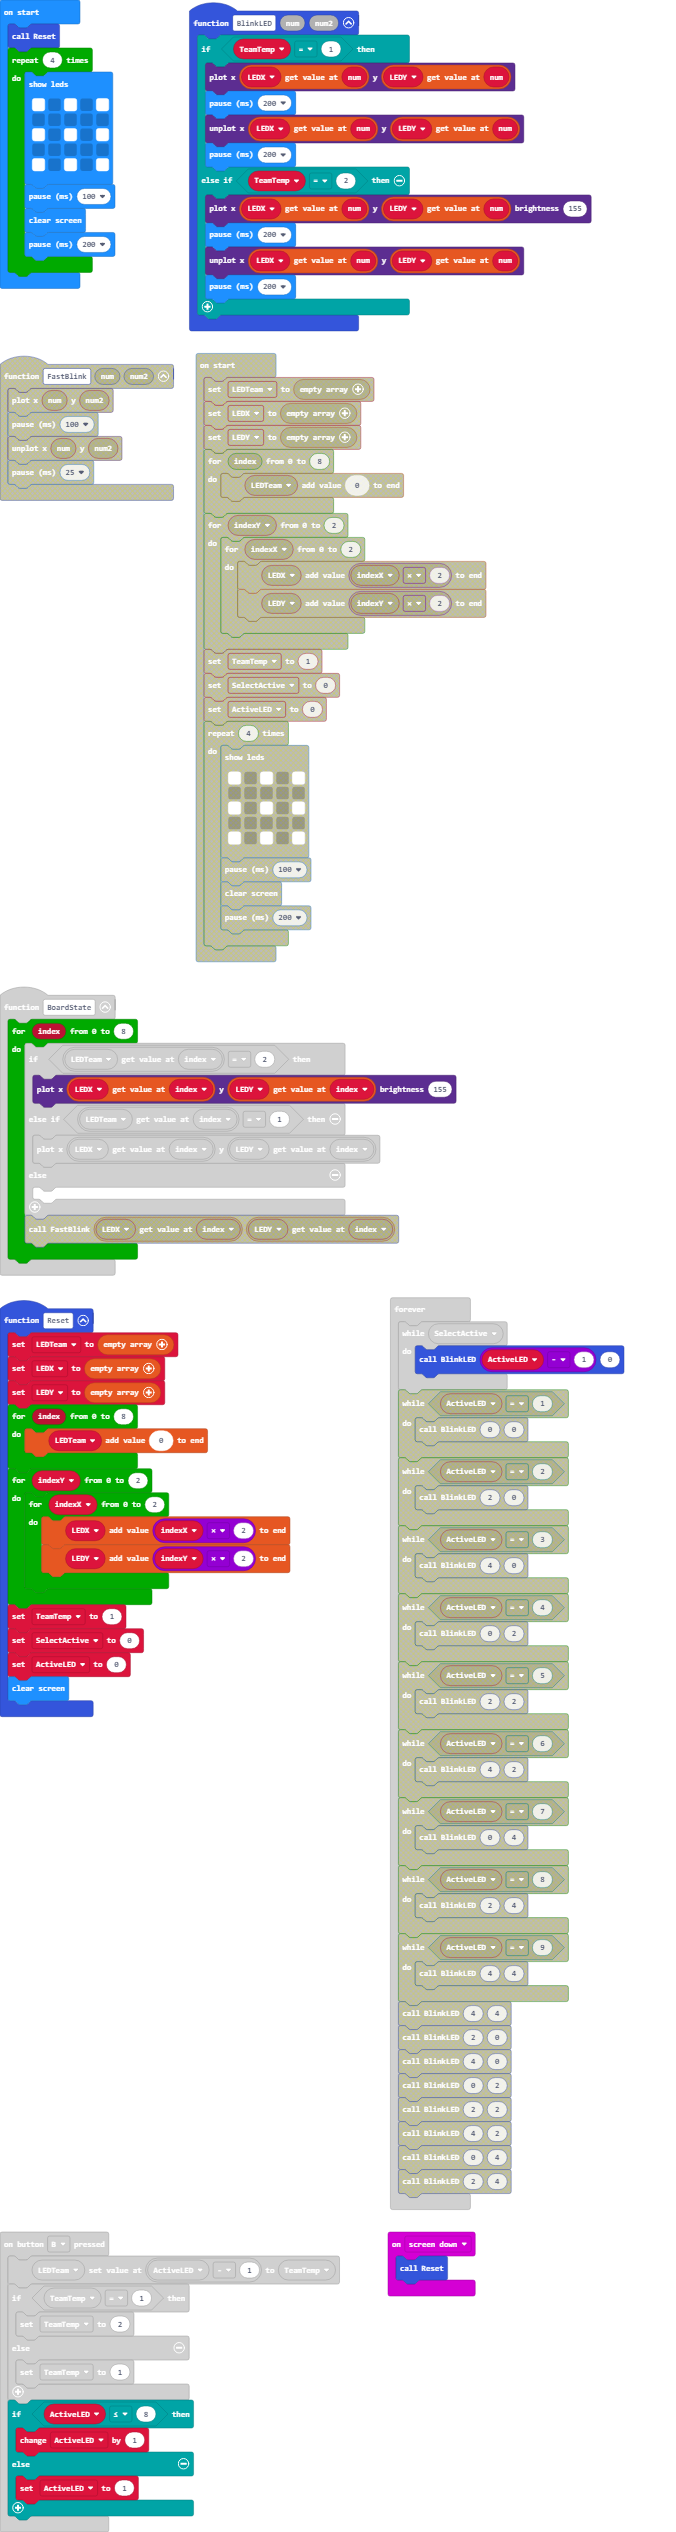 on start
call Reset
repeat 4 times
do
show leds
pause (ms) 100
clear screen
pause (ms) 200
function BlinkLED num num2
if TeamTemp = 1 then
plot x LEDX get value at num y LEDY get value at num
pause (ms) 200
unplot x LEDX get value at num y LEDY get value at num
pause (ms) 200
else if TeamTemp = 2 then
plot x LEDX get value at num y LEDY get value at num brightness 155
pause (ms) 200
unplot x LEDX get value at num y LEDY get value at num
pause (ms) 200
function FastBlink num num2
plot x num y num2
pause (ms) 100
unplot x num y num2
pause (ms) 25
on start
set LEDTeam to empty array
set LEDX to empty array
set LEDY to empty array
for index from 0 to 8
do
LEDTeam add value 0 to end
for indexY from 0 to 2
do
for indexX from 0 to 2
do
LEDX add value indexX × 2 to end
LEDY add value indexY × 2 to end
set TeamTemp to 1
set SelectActive to 0
set ActiveLED to 0
repeat 4 times
do
show leds
pause (ms) 100
clear screen
pause (ms) 200
function BoardState
for index from 0 to 8
do
if LEDTeam get value at index = 2 then
plot x LEDX get value at index y LEDY get value at index brightness 155
else if LEDTeam get value at index = 1 then
plot x LEDX get value at index y LEDY get value at index
else
call FastBlink LEDX get value at index LEDY get value at index
function Reset
set LEDTeam to empty array
set LEDX to empty array
set LEDY to empty array
for index from 0 to 8
do
LEDTeam add value 0 to end
for indexY from 0 to 2
do
for indexX from 0 to 2
do
LEDX add value indexX × 2 to end
LEDY add value indexY × 2 to end
set TeamTemp to 1
set SelectActive to 0
set ActiveLED to 0
clear screen
forever
while SelectActive
do
call BlinkLED ActiveLED - 1 0
while ActiveLED = 1
do
call BlinkLED 0 0
while ActiveLED = 2
do
call BlinkLED 2 0
while ActiveLED = 3
do
call BlinkLED 4 0
while ActiveLED = 4
do
call BlinkLED 0 2
while ActiveLED = 5
do
call BlinkLED 2 2
while ActiveLED = 6
do
call BlinkLED 4 2
while ActiveLED = 7
do
call BlinkLED 0 4
while ActiveLED = 8
do
call BlinkLED 2 4
while ActiveLED = 9
do
call BlinkLED 4 4
call BlinkLED 4 4
call BlinkLED 2 0
call BlinkLED 4 0
call BlinkLED 0 2
call BlinkLED 2 2
call BlinkLED 4 2
call BlinkLED 0 4
call BlinkLED 2 4
on button B pressed
LEDTeam set value at ActiveLED - 1 to TeamTemp
if TeamTemp = 1 then
set TeamTemp to 2
else
set TeamTemp to 1
if ActiveLED ≤ 8 then
change ActiveLED by 1
else
set ActiveLED to 1
on screen down
call Reset